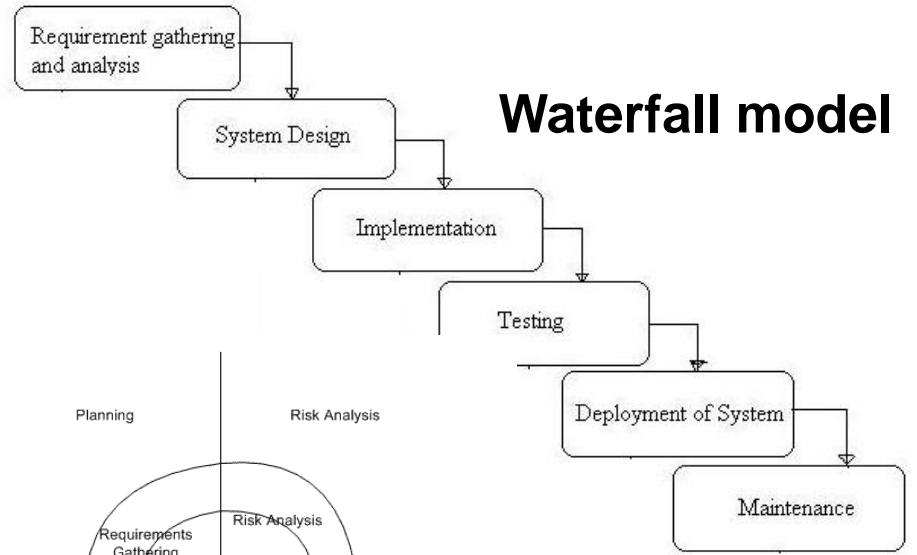 Requirement gathering
and analysis
Waterfall model
System Design
Implementation
Testing
Planning
Risk Analysis
Deployment of System
Maintenance
Risk Analysis
Requirements
Gathering